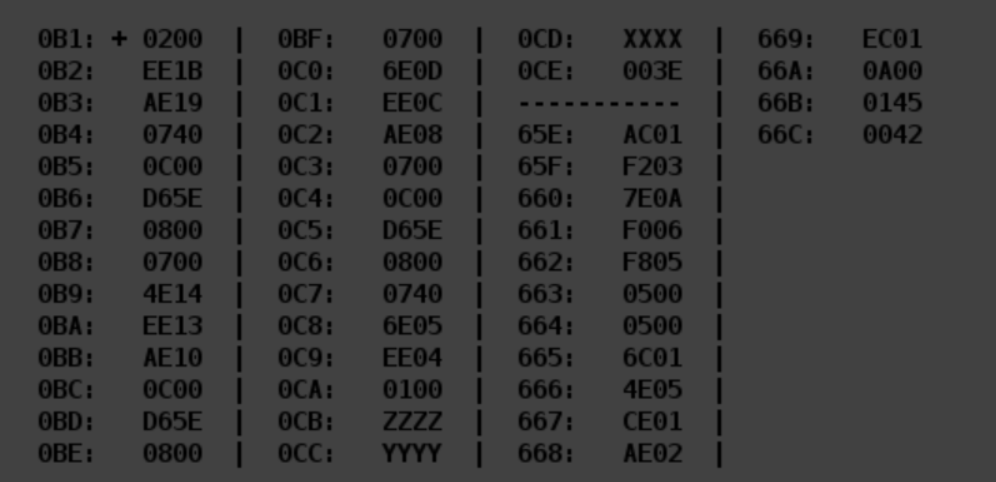 0B1: + 0200 | 0BF: 0700 | 0CD: XXXX | 669: EC01
0B2: EE1B | 0C0: 6E0D | 0CE: 003E | 66A: 0A00
0B3: AE19 | 0C1: EE0C | ----------- | 66B: 0145
0B4: 0740 | 0C2: AE08 | 65E: AC01 | 66C: 0042
0B5: 0C00 | 0C3: 0700 | 65F: F203 |
0B6: D65E | 0C4: 0C00 | 660: 7E0A |
0B7: 0800 | 0C5: D65E | 661: F006 |
0B8: 0700 | 0C6: 0800 | 662: F805 |
0B9: 4E14 | 0C7: 0740 | 663: 0500 |
0BA: EE13 | 0C8: 6E05 | 664: 0500 |
0BB: AE10 | 0C9: EE04 | 665: 6C01 |
0BC: 0C00 | 0CA: 0100 | 666: 4E05 |
0BD: D65E | 0CB: ZZZZ | 667: CE01 |
0BE: 0800 | 0CC: YYYY | 668: AE02 |